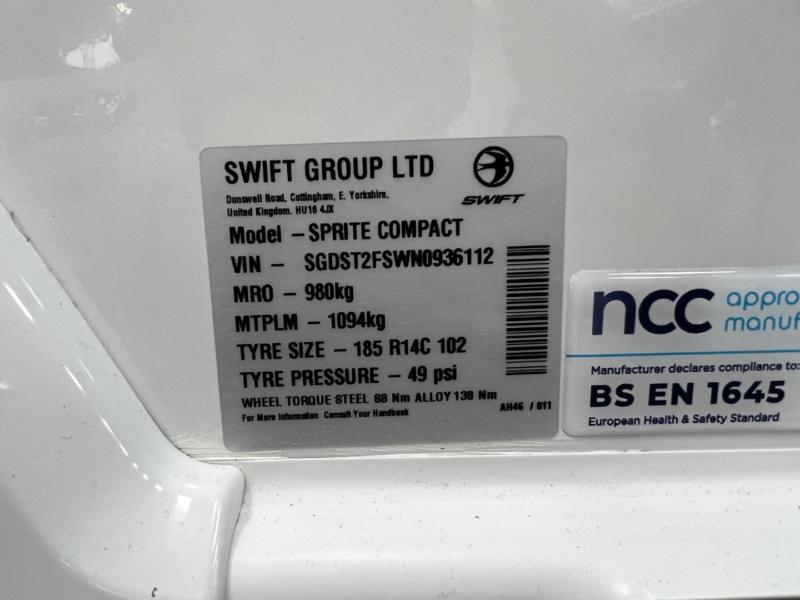 SWIFT GROUP LTD
SWIFT
Dunswell Road, Cottingham, E. Yorkshire,
United Kingdom. HU16 4JX
Model – SPRITE COMPACT
VIN – SGDST2FSWN0936112
MRO – 980kg
MTPLM – 1094kg
TYRE SIZE – 185 R14C 102
TYRE PRESSURE – 49 psi
WHEEL TORQUE STEEL 88 Nm ALLOY 130 Nm
For More Information Consult Your Handbook
AH46 / 011
ncc appro
manuf
Manufacturer declares compliance to:
BS EN 1645
European Health & Safety Standard